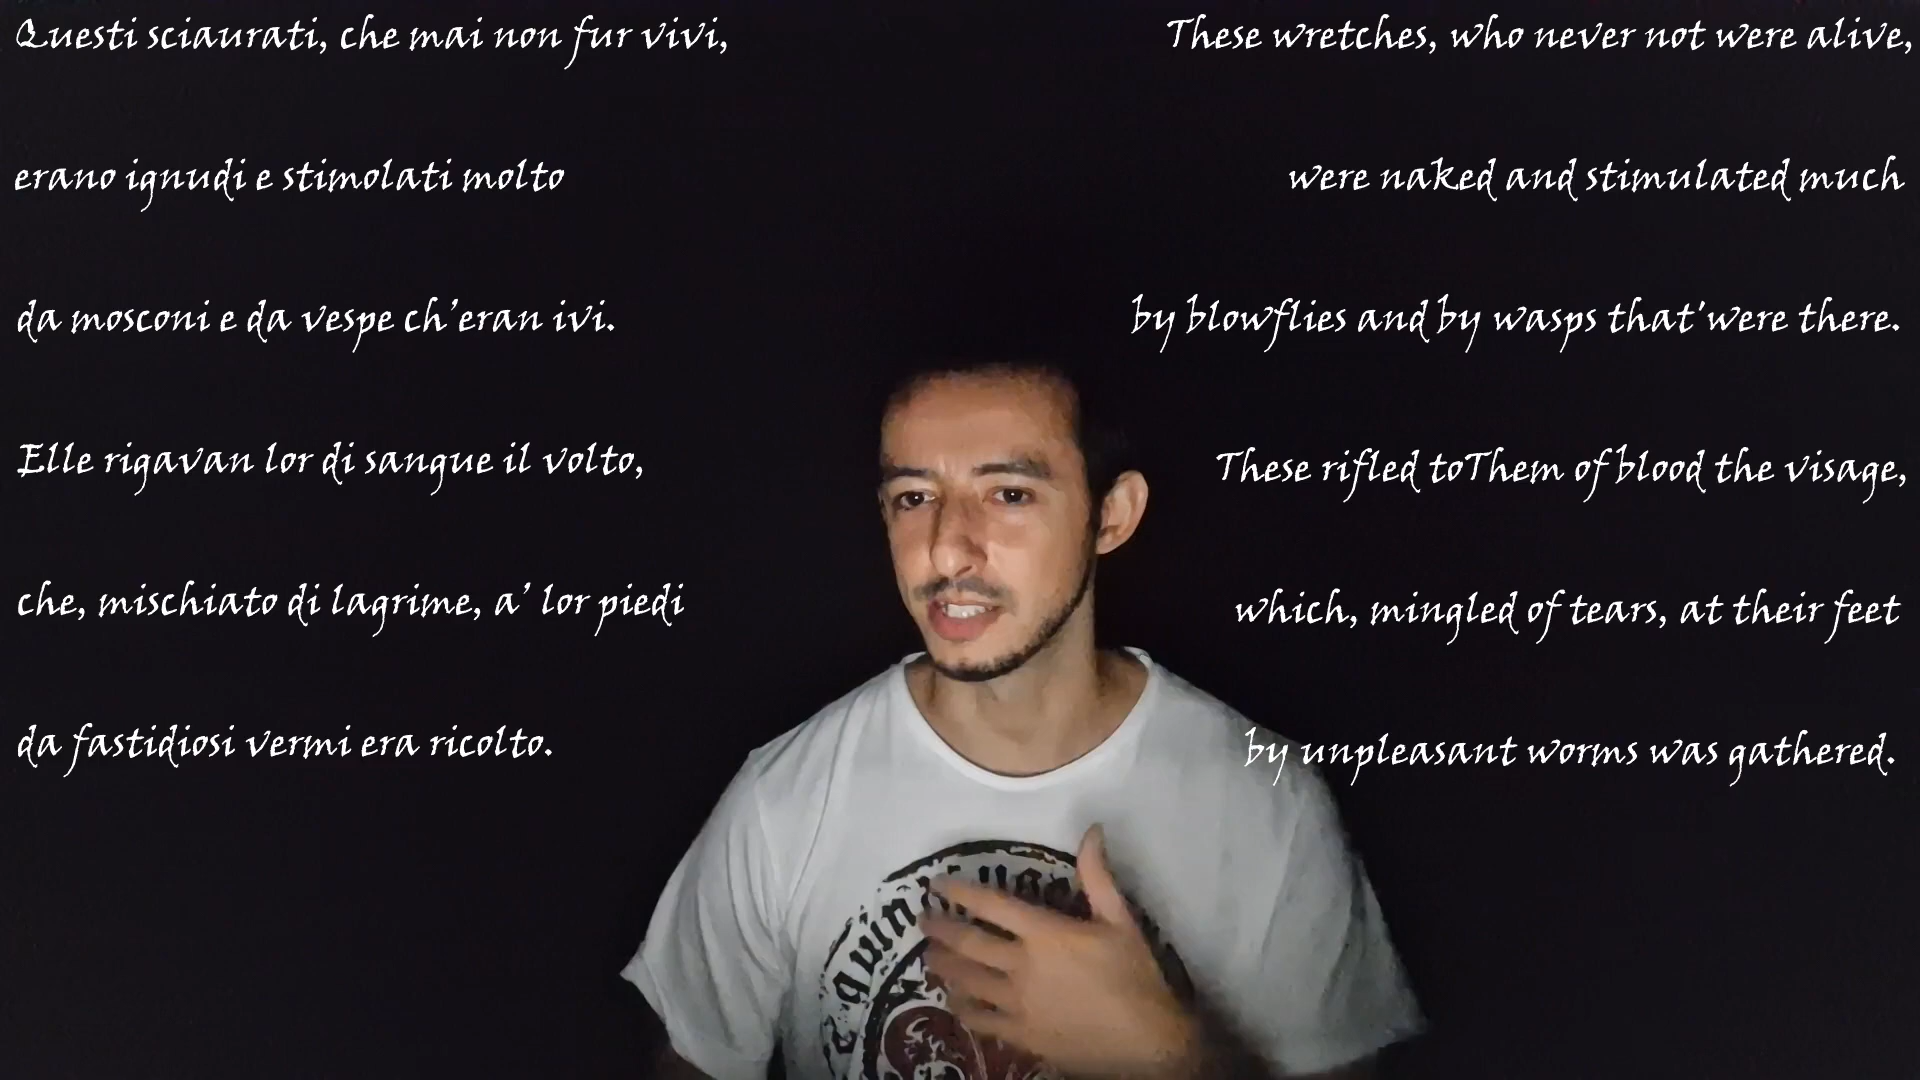 Questi sciaurati, che mai non fur vivi,
erano ignudi e stimolati molto
da mosconi e da vespe ch'eran ivi.
Elle rigavan lor di sangue il volto,
che, mischiato di lagrime, a' lor piedi
da fastidiosi vermi era ricolto.
These wretches, who never not were alive,
were naked and stimulated much
by blowflies and by wasps that'were there.
These rifled toThem of blood the visage,
which, mingled of tears, at their feet
by unpleasant worms was gathered.